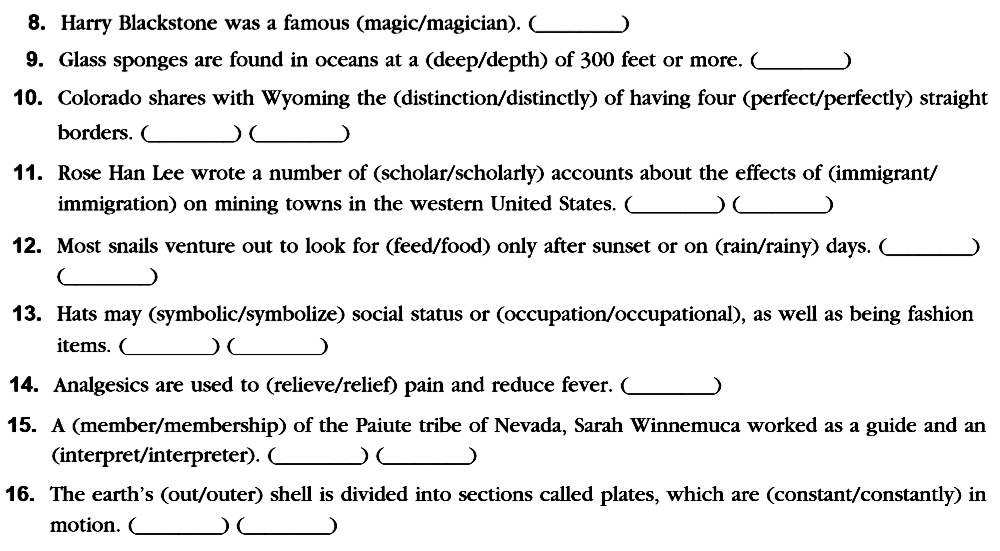 8. Harry Blackstone was a famous (magic/magician). (________)
9. Glass sponges are found in oceans at a (deep/depth) of 300 feet or more. (________)
10. Colorado shares with Wyoming the (distinction/distinctly) of having four (perfect/perfectly) straight
borders. (________) (________)
11. Rose Han Lee wrote a number of (scholar/scholarly) accounts about the effects of (immigrant/
immigration) on mining towns in the western United States. (________) (________)
12. Most snails venture out to look for (feed/food) only after sunset or on (rain/rainy) days. (________)
(________)
13. Hats may (symbolic/symbolize) social status or (occupation/occupational), as well as being fashion
items. (________) (________)
14. Analgesics are used to (relieve/relief) pain and reduce fever. (________)
15. A (member/membership) of the Paiute tribe of Nevada, Sarah Winnemuca worked as a guide and an
(interpret/interpreter). (________) (________)
16. The earth's (out/outer) shell is divided into sections called plates, which are (constant/constantly) in
motion. (________) (________)